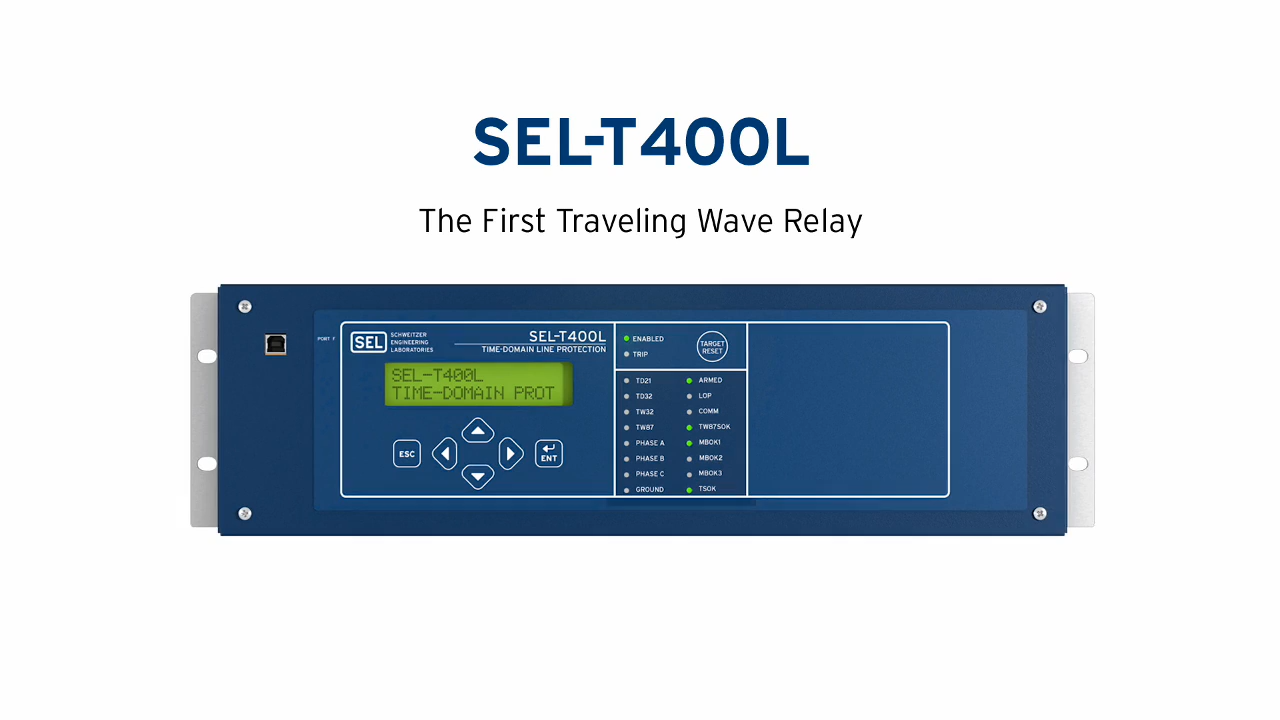 SEL-T400L
The First Traveling Wave Relay
PORT F
SEL
SCHWEITZER
ENGINEERING
LABORATORIES
SEL-T400L
TIME-DOMAIN LINE PROTECTION
SEL-T400L
TIME-DOMAIN PROT
ESC
ENT
ENABLED
TRIP
TARGET
RESET
TD21
TD32
TW32
TW87
PHASE A
PHASE B
PHASE C
GROUND
ARMED
LOP
COMM
TW87SOK
MBOK1
MBOK2
MBOK3
TSOK